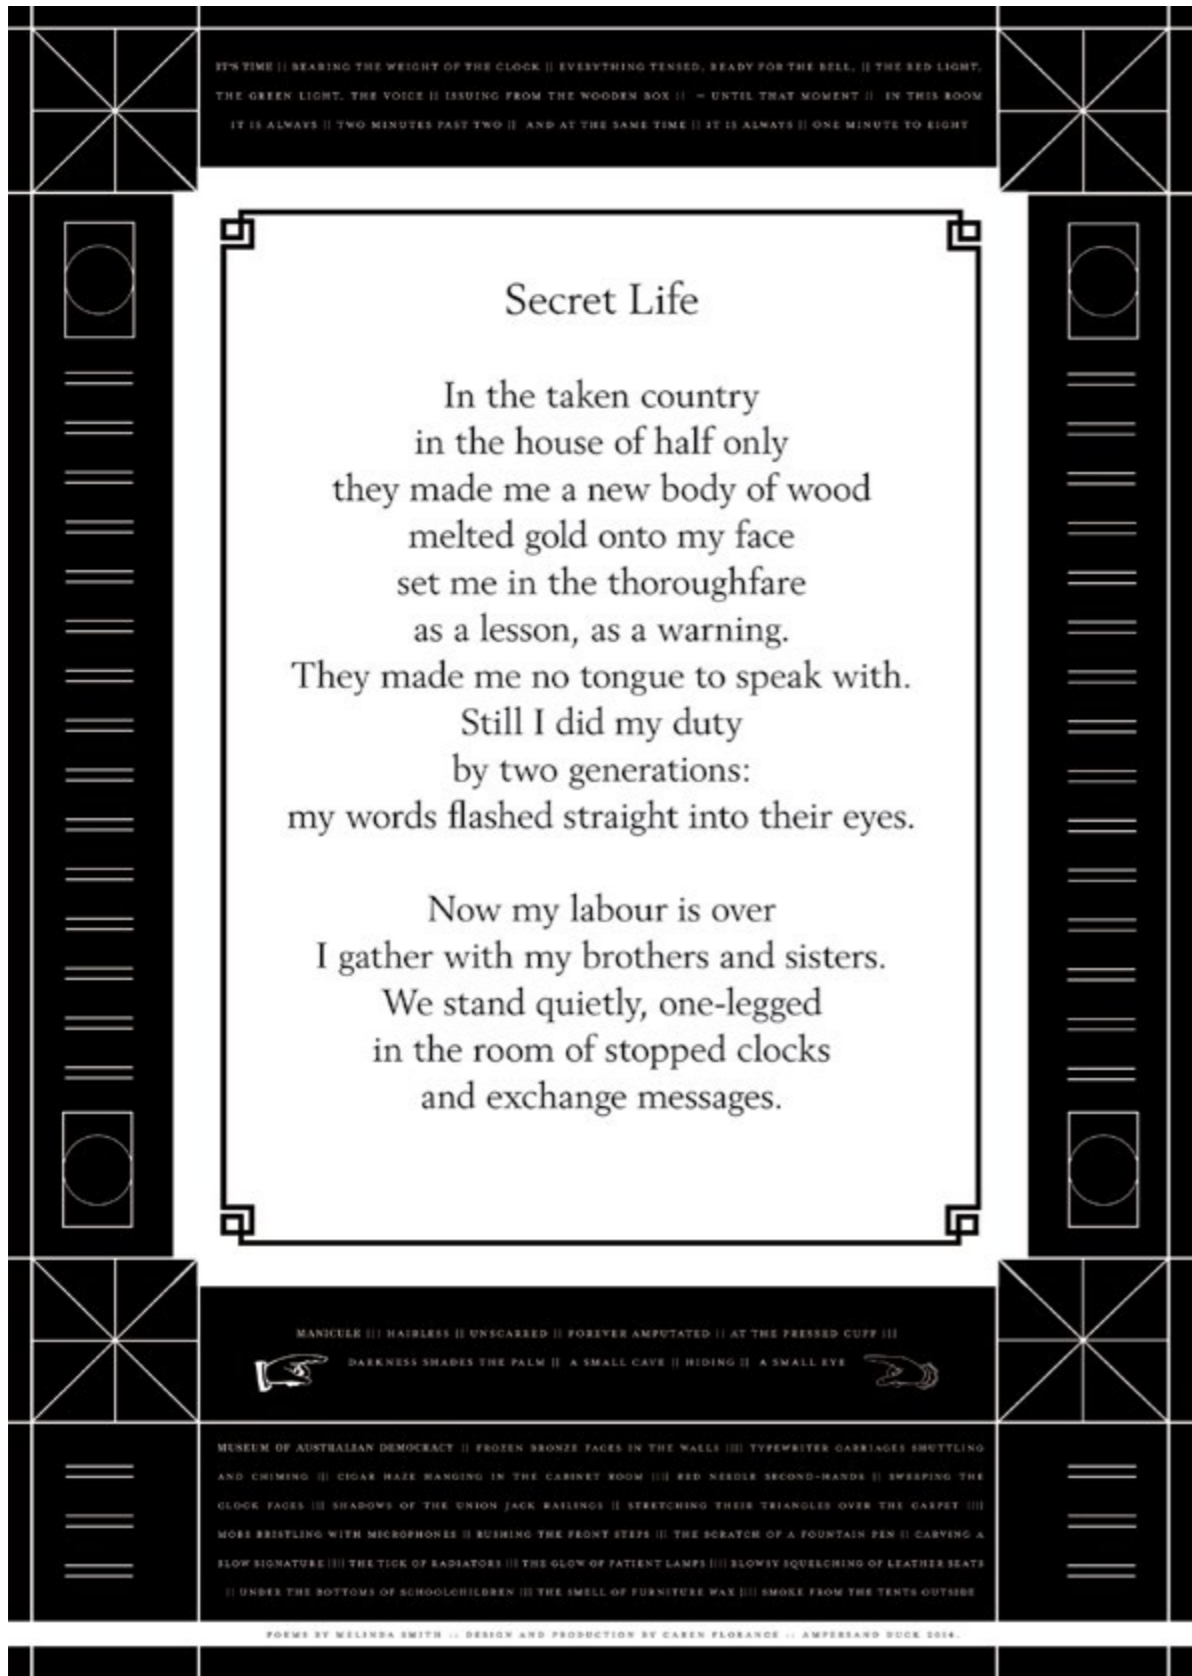 IT'S TIME || BEARING THE WEIGHT OF THE CLOCK || EVERYTHING TENSED, READY FOR THE BELL, || THE RED LIGHT,
THE GREEN LIGHT, THE VOICE || ISSUING FROM THE WOODEN BOX || – UNTIL THAT MOMENT || IN THIS ROOM
IT IS ALWAYS || TWO MINUTES PAST TWO || AND AT THE SAME TIME || IT IS ALWAYS || ONE MINUTE TO EIGHT
Secret Life
In the taken country
in the house of half only
they made me a new body of wood
melted gold onto my face
set me in the thoroughfare
as a lesson, as a warning.
They made me no tongue to speak with.
Still I did my duty
by two generations:
my words flashed straight into their eyes.
Now my labour is over
I gather with my brothers and sisters.
We stand quietly, one-legged
in the room of stopped clocks
and exchange messages.
MANICULE ||| HAIRLESS || UNSCARRED || FOREVER AMPUTATED || AT THE PRESSED CUFF |||
DARKNESS SHADES THE PALM || A SMALL CAVE || HIDING || A SMALL EYE
MUSEUM OF AUSTRALIAN DEMOCRACY || FROZEN BRONZE FACES IN THE WALLS |||| TYPEWRITER CARRIAGES SHUTTLING
AND CHIMING ||| CIGAR HAZE HANGING IN THE CABINET ROOM |||| RED NEEDLE SECOND-HANDS || SWEEPING THE
CLOCK FACES ||| SHADOWS OF THE UNION JACK RAILINGS || STRETCHING THEIR TRIANGLES OVER THE CARPET ||||
MOBS BRISTLING WITH MICROPHONES || RUSHING THE FRONT STEPS ||| THE SCRATCH OF A FOUNTAIN PEN || CARVING A
SLOW SIGNATURE |||| THE TICK OF RADIATORS ||| THE GLOW OF PATIENT LAMPS |||| BLOWSY SQUELCHING OF LEATHER SEATS
|| UNDER THE BOTTOMS OF SCHOOLCHILDREN ||| THE SMELL OF FURNITURE WAX |||| SMOKE FROM THE TENTS OUTSIDE
POEMS BY MELINDA SMITH :: DESIGN AND PRODUCTION BY CAREN FLORANCE :: AMPERSAND DUCK 2014.